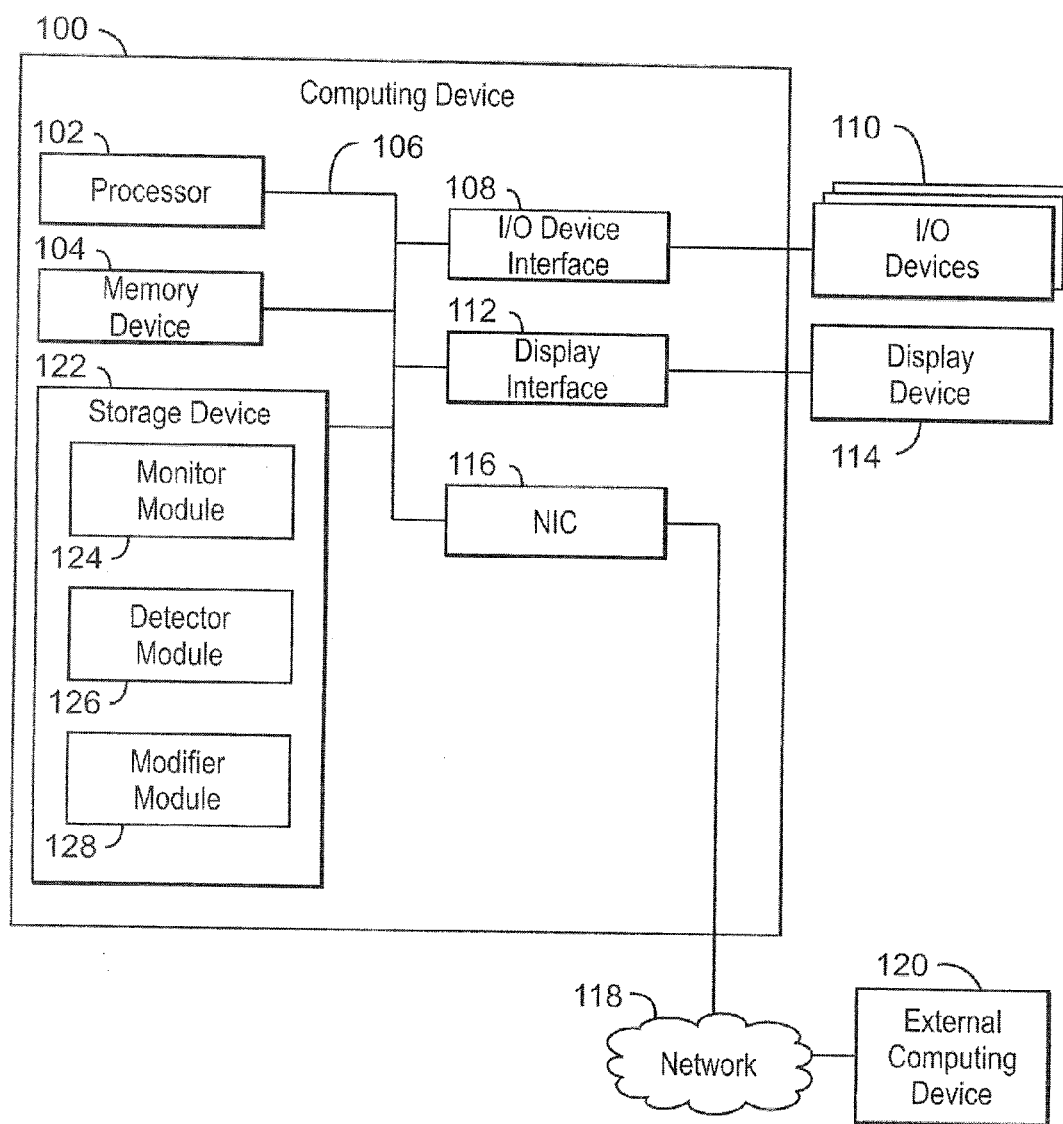 100
Computing Device
102
Processor
106
104
Memory
Device
108
I/O Device
Interface
110
I/O
Devices
112
Display
Interface
Display
Device
114
122
Storage Device
Monitor
Module
124
116
NIC
Detector
Module
126
Modifier
Module
128
118
Network
120
External
Computing
Device